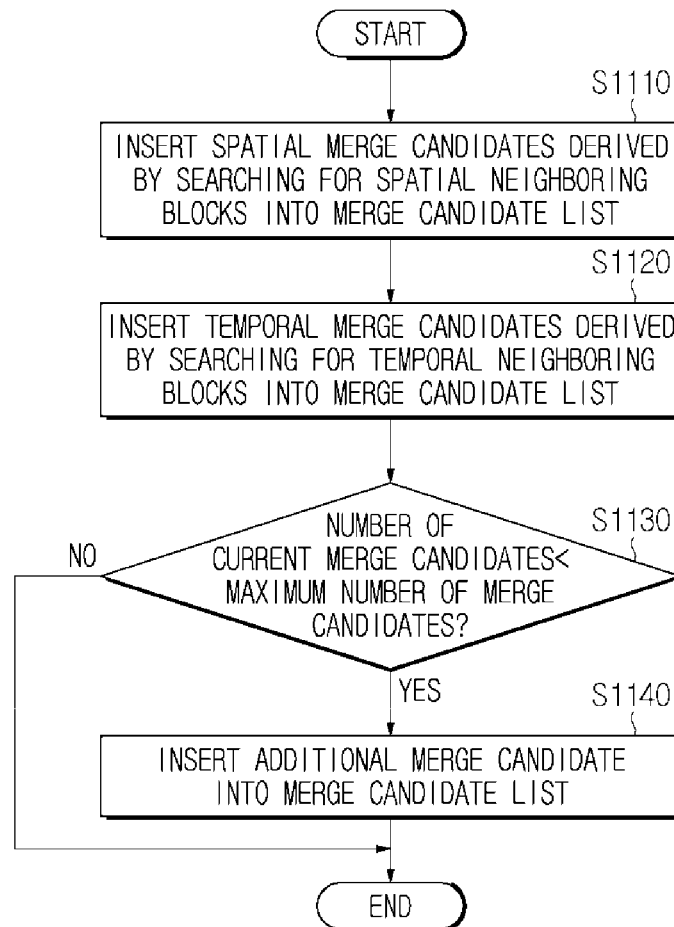 START
S1110
INSERT SPATIAL MERGE CANDIDATES DERIVED
BY SEARCHING FOR SPATIAL NEIGHBORING
BLOCKS INTO MERGE CANDIDATE LIST
S1120
INSERT TEMPORAL MERGE CANDIDATES DERIVED
BY SEARCHING FOR TEMPORAL NEIGHBORING
BLOCKS INTO MERGE CANDIDATE LIST
S1130
NUMBER OF
CURRENT MERGE CANDIDATES<
MAXIMUM NUMBER OF MERGE
CANDIDATES?
NO
YES
S1140
INSERT ADDITIONAL MERGE CANDIDATE
INTO MERGE CANDIDATE LIST
END